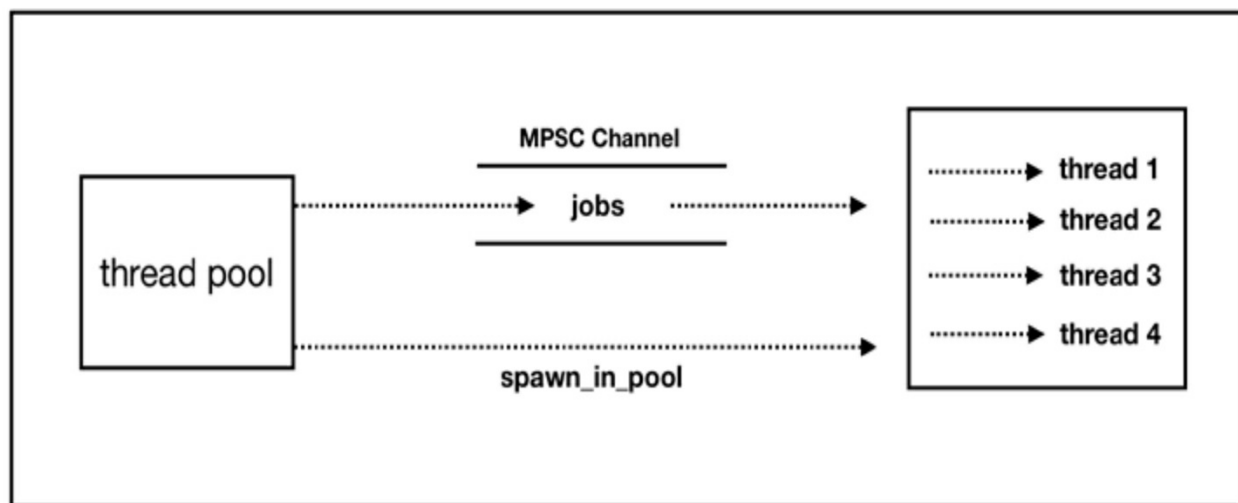 MPSC Channel
jobs
thread pool
spawn_in_pool
thread 1
thread 2
thread 3
thread 4